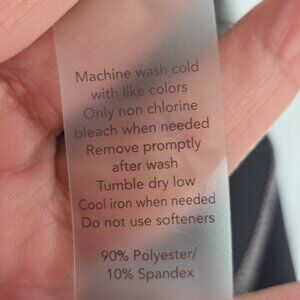 Machine wash cold
with like colors
Only non chlorine
bleach when needed
Remove promptly
after wash
Tumble dry low
Cool iron when needed
Do not use softeners
90% Polyester/
10% Spandex